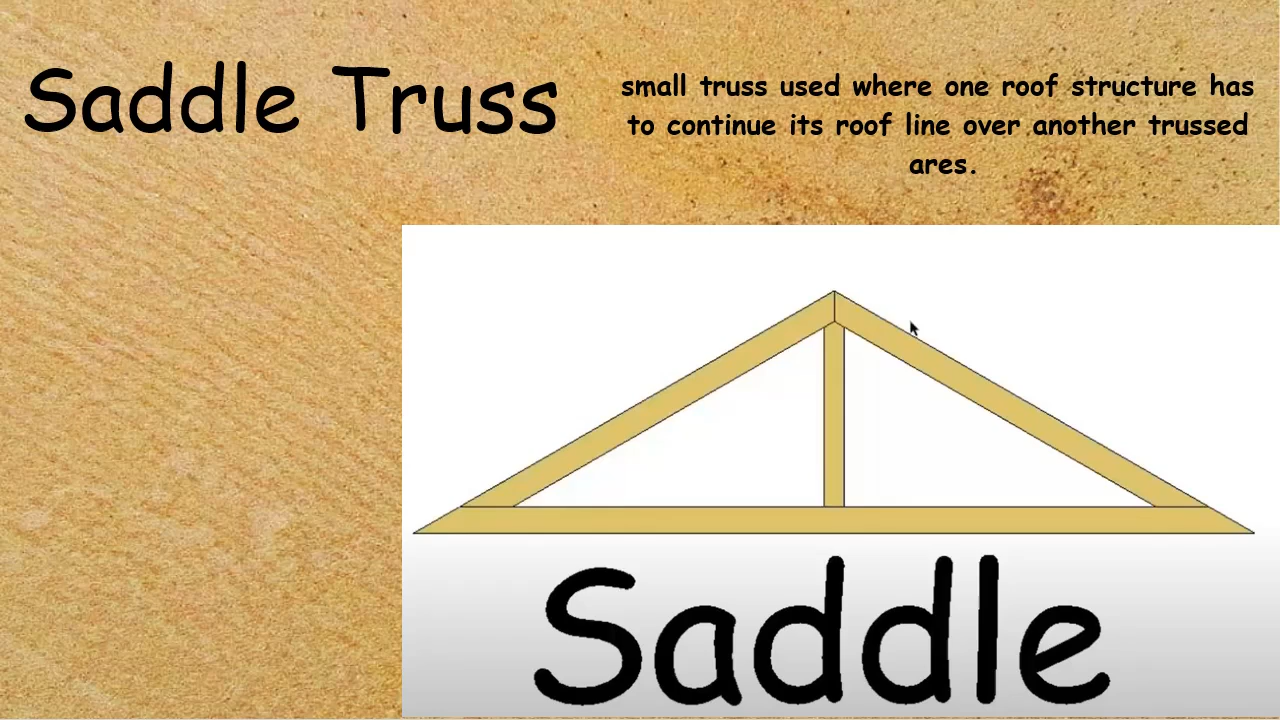 Saddle Truss
small truss used where one roof structure has
to continue its roof line over another trussed
ares.
Saddle